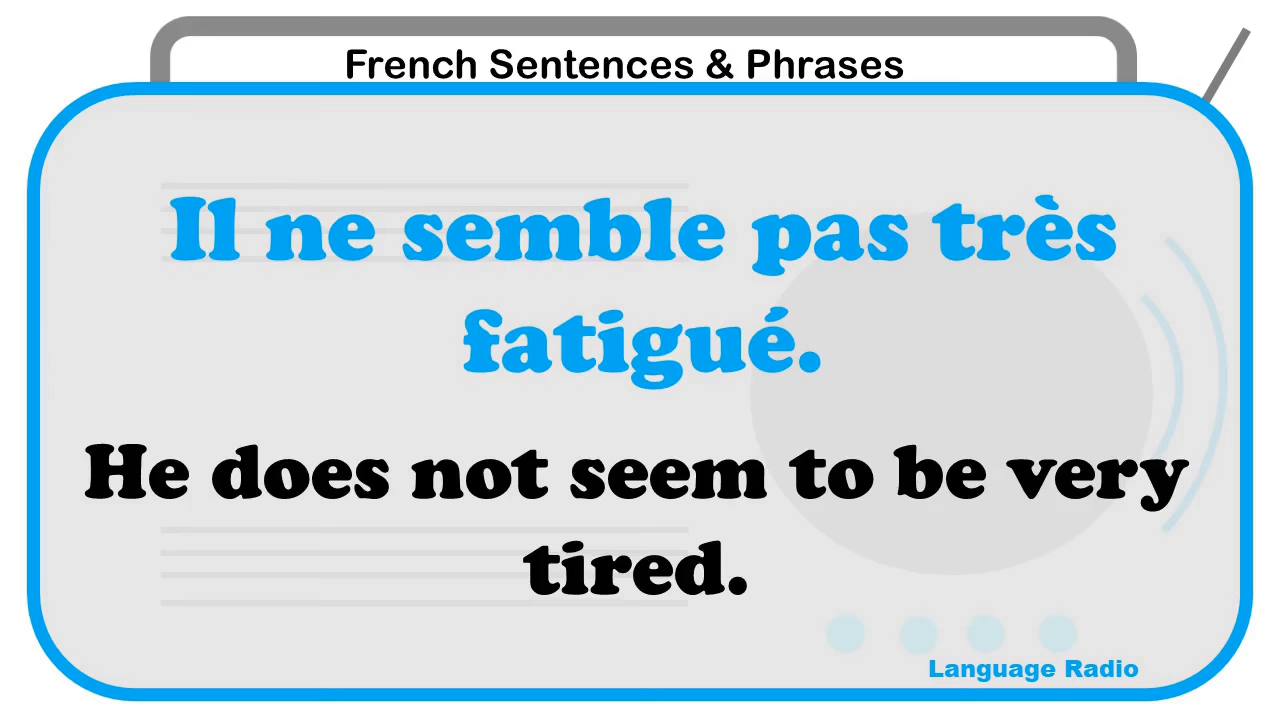 French Sentences & Phrases
Il ne semble pas très
fatigué.
He does not seem to be very
tired.
Language Radio